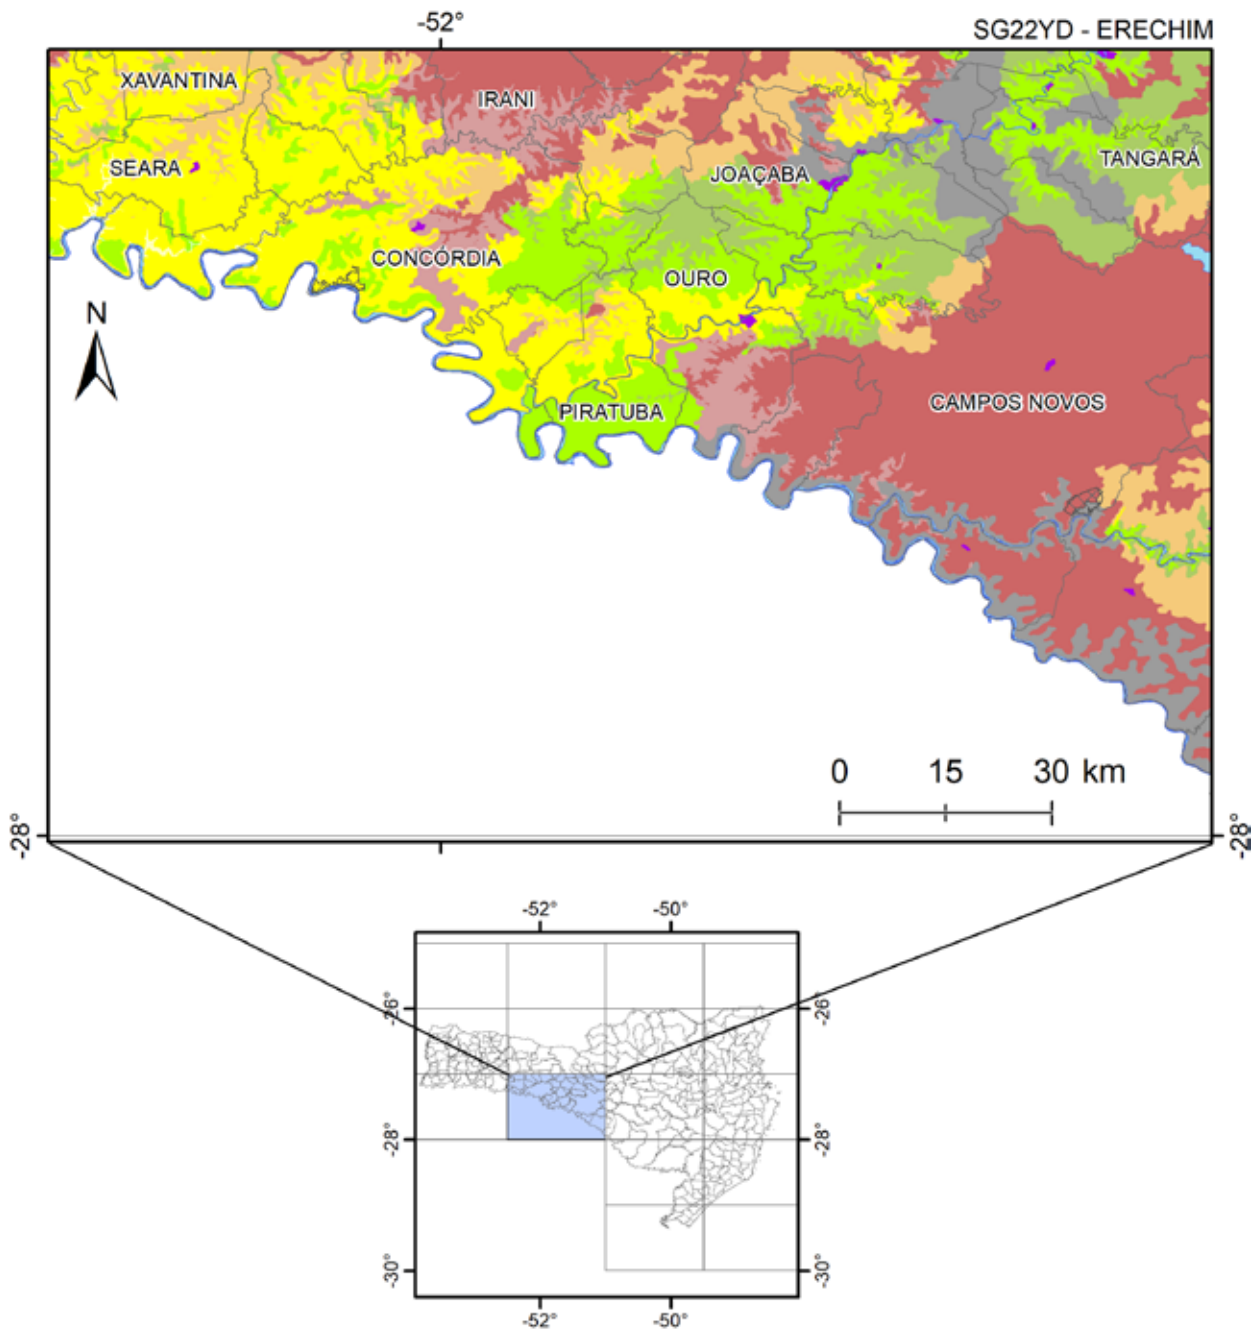 -52°
SG22YD - ERECHIM
XAVANTINA
IRANI
SEARA
JOAÇABA
TANGARÁ
CONCÓRDIA
OURO
N
PIRATUBA
CAMPOS NOVOS
0 15 30 km
-28°
-28°
-52° -50°
-26°
-26°
-28°
-28°
-30°
-30°
-52° -50°